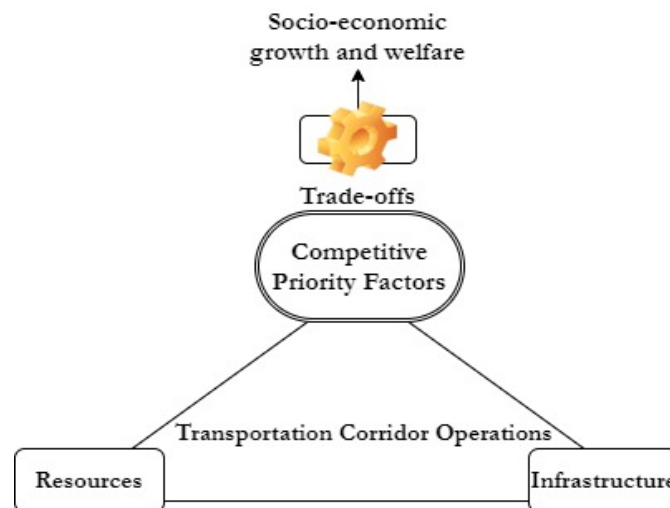 Socio-economic
growth and welfare
Trade-offs
Competitive
Priority Factors
Transportation Corridor Operations
Resources
Infrastructure